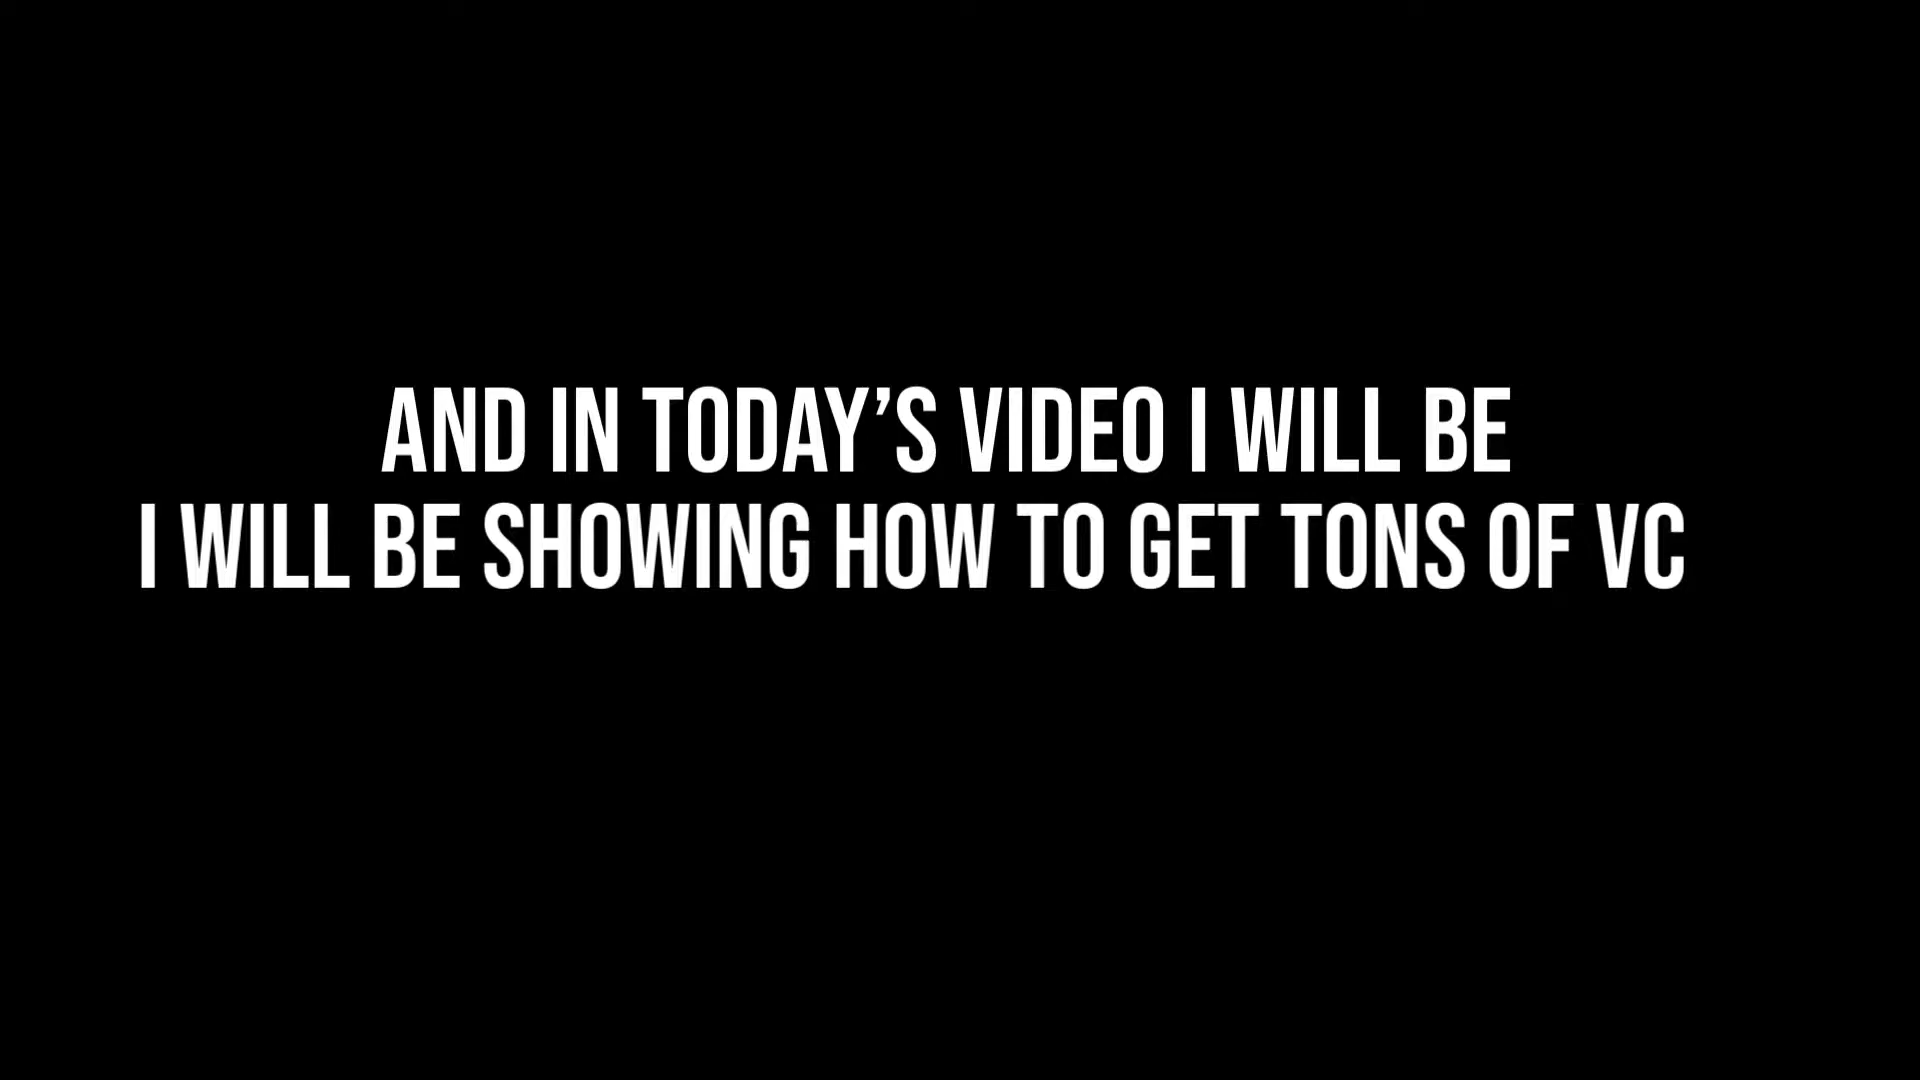 AND IN TODAY’S VIDEO I WILL BE
I WILL BE SHOWING HOW TO GET TONS OF VC